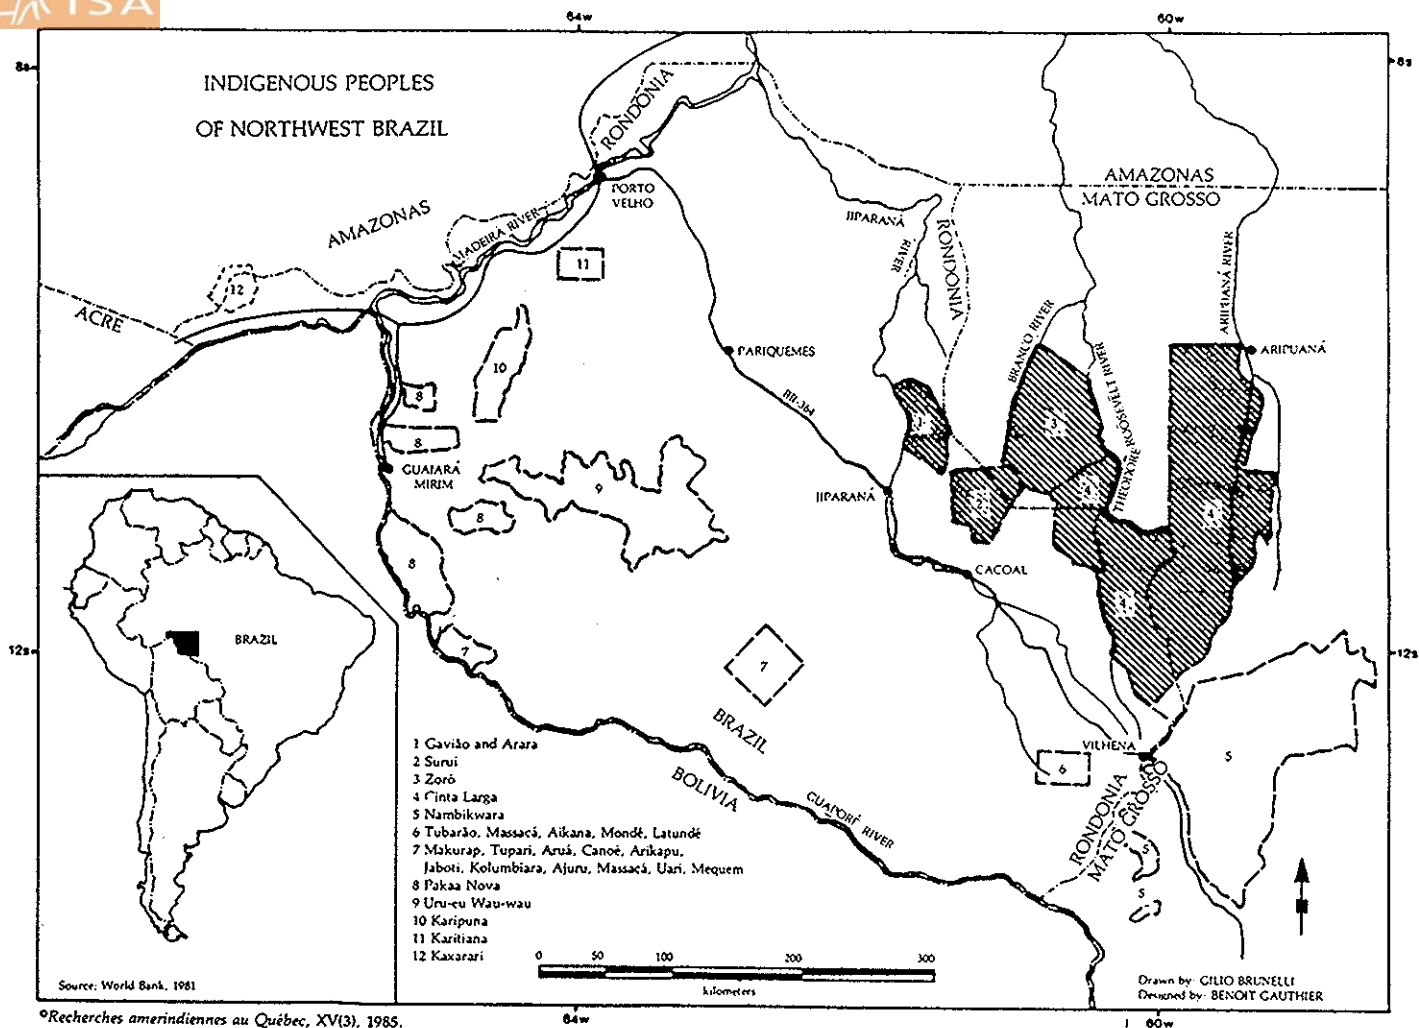 ISA
64w
60w
8s
8s
INDIGENOUS PEOPLES
OF NORTHWEST BRAZIL
RONDONIA
AMAZONAS
MATO GROSSO
PORTO
VELHO
AMAZONAS
MADEIRA RIVER
JIPARANÁ
RIVER
RONDONIA
ARIPUANÁ RIVER
11
12
ACRE
BRANCO RIVER
THEODORE ROOSEVELT RIVER
PARIQUEMES
ARIPUANÁ
10
8
BR-364
1
3
8
GUAJARÁ
MIRIM
9
JIPARANÁ
2
4
4
8
8
CACOAL
4
BRAZIL
12s
12s
7
7
BRAZIL
BOLIVIA
VILHENA
6
5
GUAPORÉ RIVER
RONDONIA
MATO GROSSO
5
5
1 Gavião and Arara
2 Surui
3 Zoró
4 Cinta Larga
5 Nambikwara
6 Tubarão, Massacá, Aikana, Mondé, Latundé
7 Makurap, Tupari, Aruá, Canoé, Arikapu,
Jaboti, Kolumbiara, Ajuru, Massacá, Uari, Mequem
8 Pakaa Nova
9 Uru-eu Wau-wau
10 Karipuna
11 Karitiana
12 Kaxarari
0 50 100 200 300
kilometers
Source: World Bank, 1981
Drawn by: GILIO BRUNELLI
Designed by: BENOIT GAUTHIER
64w
60w
©Recherches amerindiennes au Québec, XV(3), 1985.